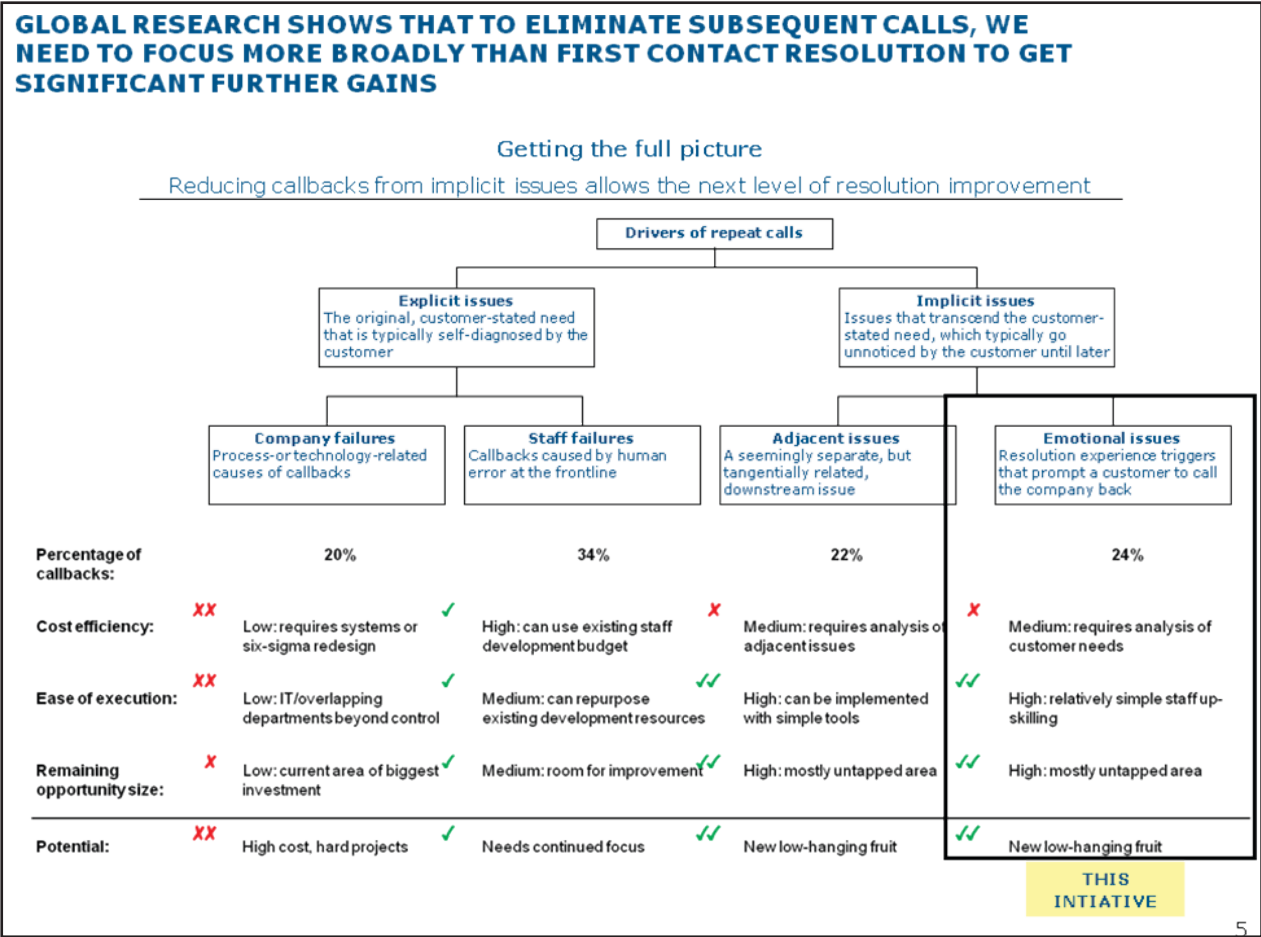 GLOBAL RESEARCH SHOWS THAT TO ELIMINATE SUBSEQUENT CALLS, WE
NEED TO FOCUS MORE BROADLY THAN FIRST CONTACT RESOLUTION TO GET
SIGNIFICANT FURTHER GAINS
Getting the full picture
Reducing callbacks from implicit issues allows the next level of resolution improvement
Drivers of repeat calls
Explicit issues
The original, customer-stated need
that is typically self-diagnosed by the
customer
Implicit issues
Issues that transcend the customer-
stated need, which typically go
unnoticed by the customer until later
Company failures
Process-or technology-related
causes of callbacks
Staff failures
Callbacks caused by human
error at the frontline
Adjacent issues
A seemingly separate, but
tangentially related,
downstream issue
Emotional issues
Resolution experience triggers
that prompt a customer to call
the company back
Percentage of
callbacks:
20%
34%
22%
24%
Cost efficiency:
✗✗
Low: requires systems or
six-sigma redesign
✓
High: can use existing staff
development budget
✗
Medium: requires analysis of
adjacent issues
✗
Medium: requires analysis of
customer needs
Ease of execution:
✗✗
Low: IT/overlapping
departments beyond control
✓
Medium: can repurpose
existing development resources
✓✓
High: can be implemented
with simple tools
✓✓
High: relatively simple staff up-
skilling
Remaining
opportunity size:
✗
Low: current area of biggest
investment
✓
Medium: room for improvement
✓✓
High: mostly untapped area
✓✓
High: mostly untapped area
Potential:
✗✗
High cost, hard projects
✓
Needs continued focus
✓✓
New low-hanging fruit
✓✓
New low-hanging fruit
THIS
INTIATIVE
5